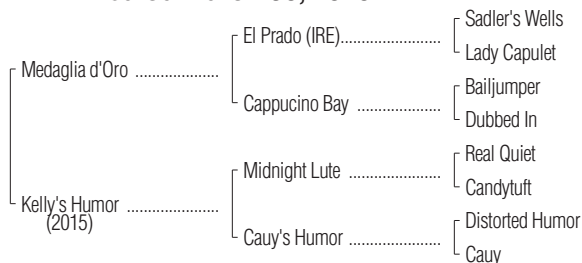 Sadler's Wells
El Prado (IRE)....................
Lady Capulet
Medaglia d'Oro ....................
Bailjumper
Cappucino Bay ....................
Dubbed In
Real Quiet
Midnight Lute ....................
Candytuft
Kelly's Humor ....................
(2015)
Distorted Humor
Cauy's Humor ....................
Cauy